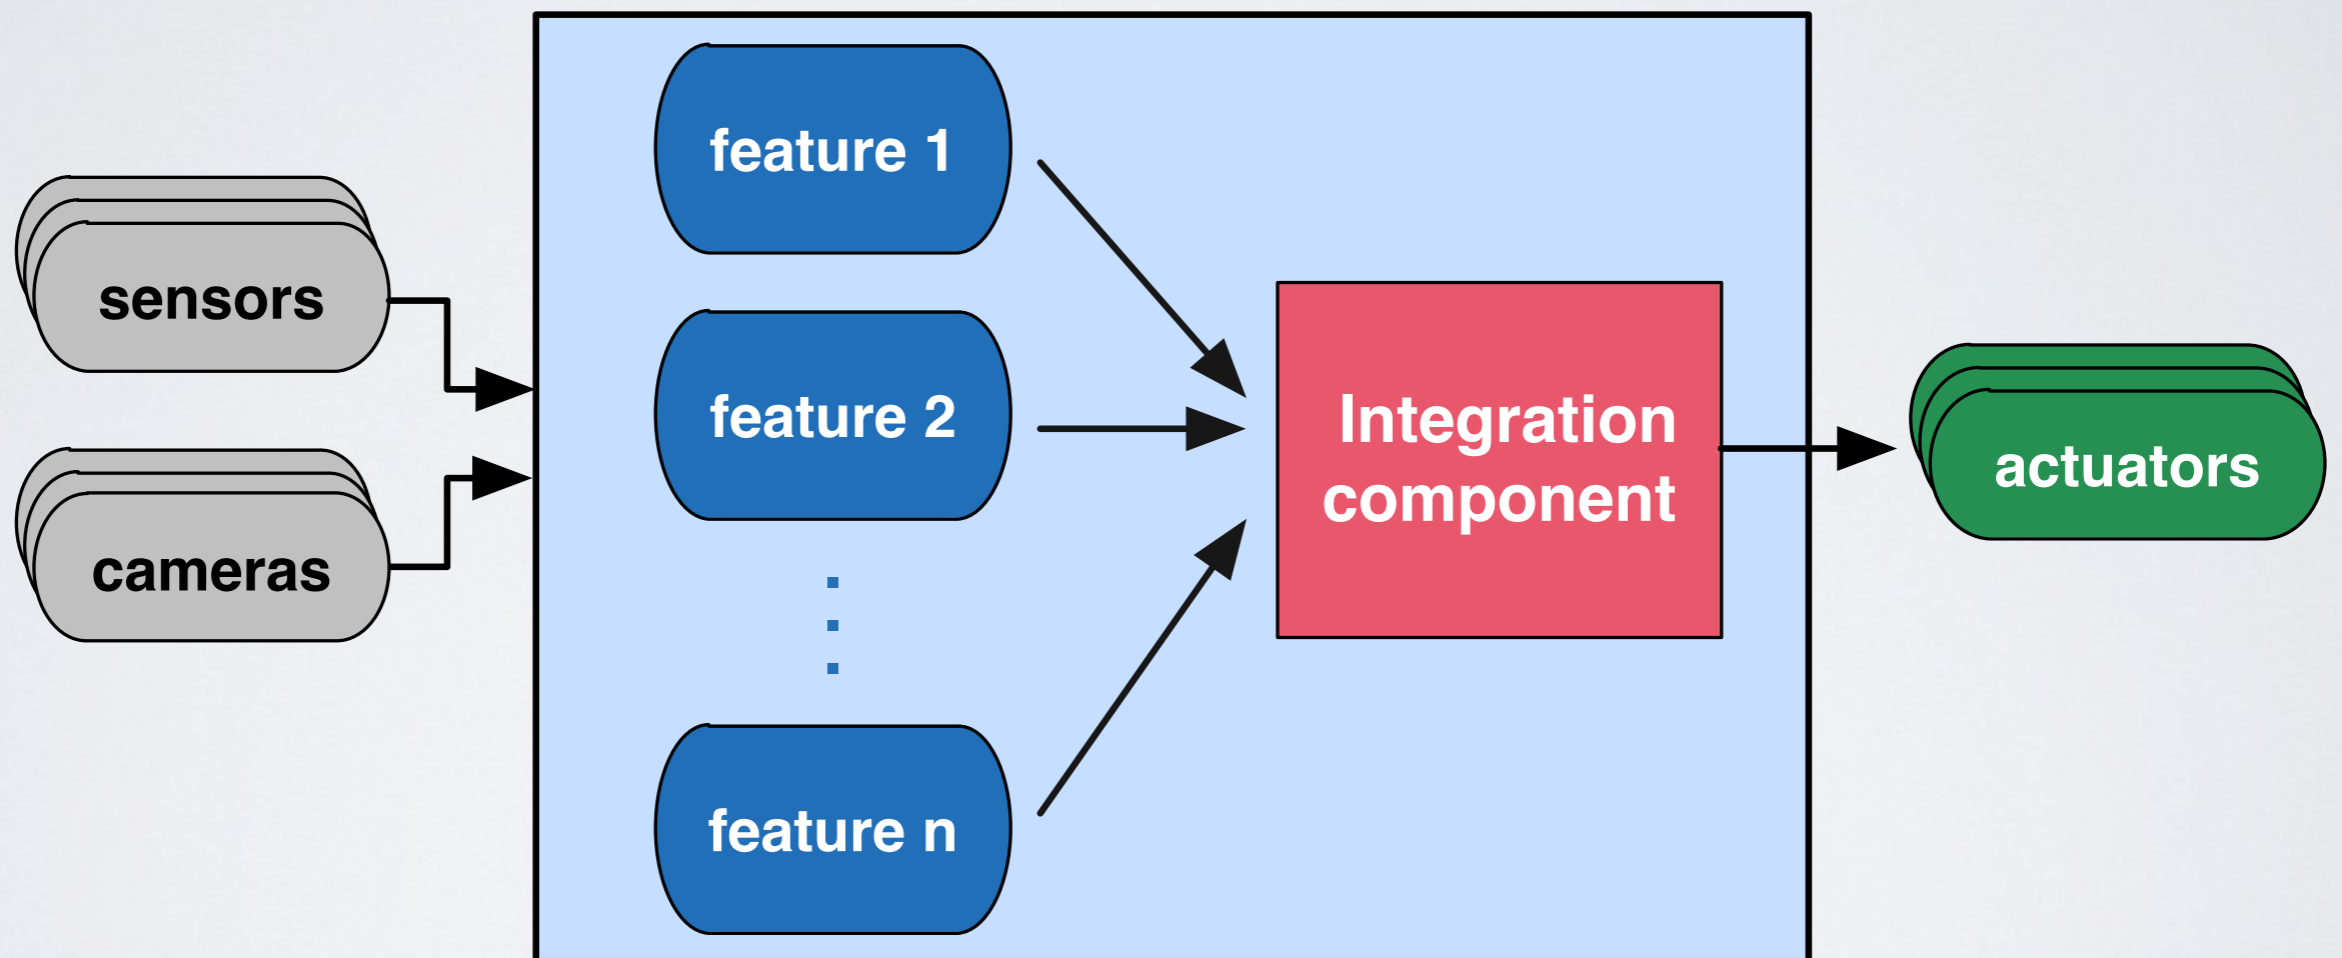 sensors
cameras
feature 1
feature 2
feature n
Integration
component
actuators